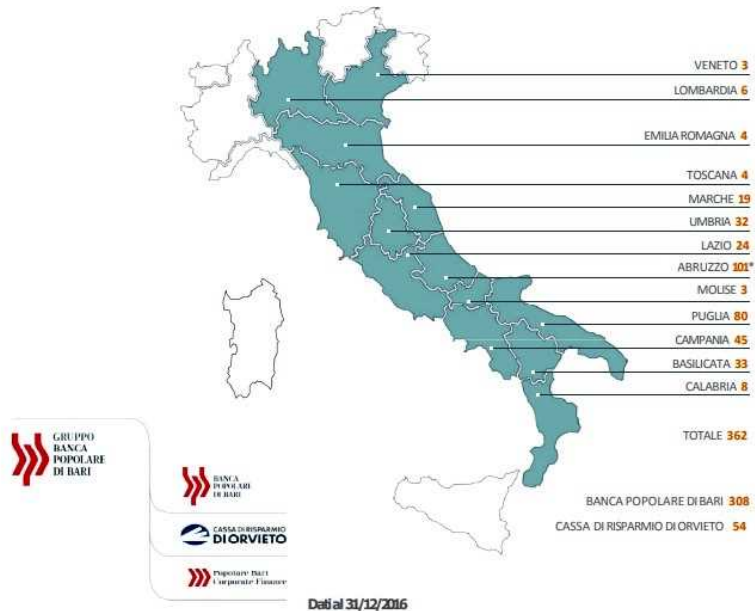 VENETO 3
LOMBARDIA 6
EMILIA ROMAGNA 4
TOSCANA 4
MARCHE 19
UMBRIA 32
LAZIO 24
ABRUZZO 101*
MOLISE 3
PUGLIA 80
CAMPANIA 45
BASILICATA 33
CALABRIA 8
TOTALE 362
BANCA POPOLARE DI BARI 308
CASSA DI RISPARMIO DI ORVIETO 54
GRUPPO
BANCA
POPOLARE
DI BARI
BANCA
POPOLARE
DI BARI
CASSA DI RISPARMIO
DI ORVIETO
Popolare Bari
Corporate Finance
Dati al 31/12/2016